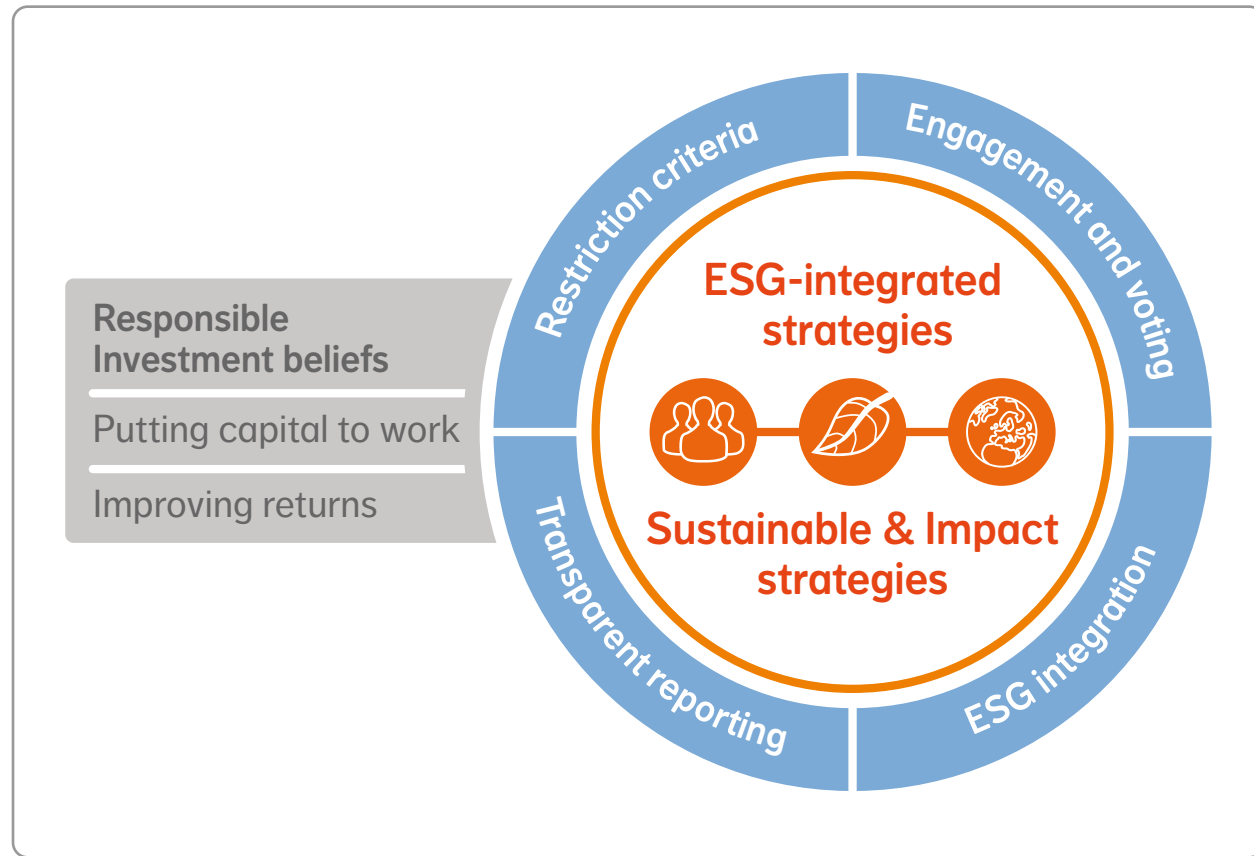 Responsible
Investment beliefs
Putting capital to work
Improving returns
Restriction criteria
Engagement and voting
ESG integration
Transparent reporting
ESG-integrated
strategies
Sustainable & Impact
strategies